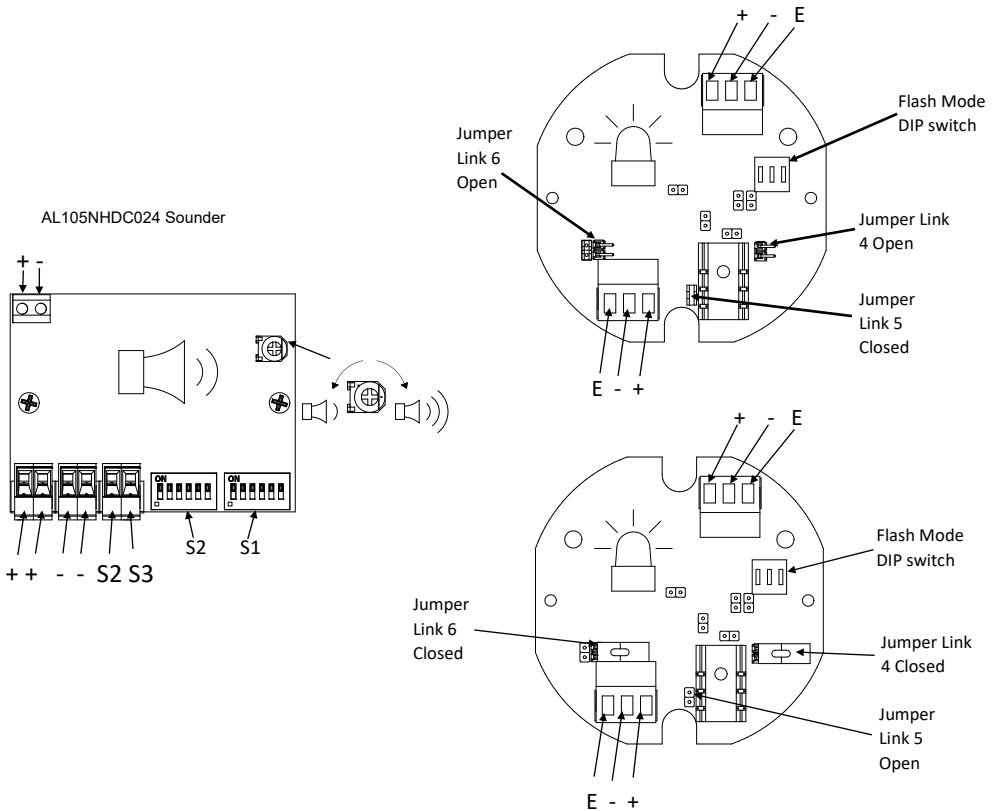 AL105NHDC024 Sounder
+ -
ON
ON
S2
S1
+ + - - S2 S3
+ - E
Flash Mode
DIP switch
Jumper
Link 6
Open
Jumper Link
4 Open
Jumper
Link 5
Closed
E - +
+ - E
Flash Mode
DIP switch
Jumper
Link 6
Closed
Jumper Link
4 Closed
Jumper
Link 5
Open
E - +